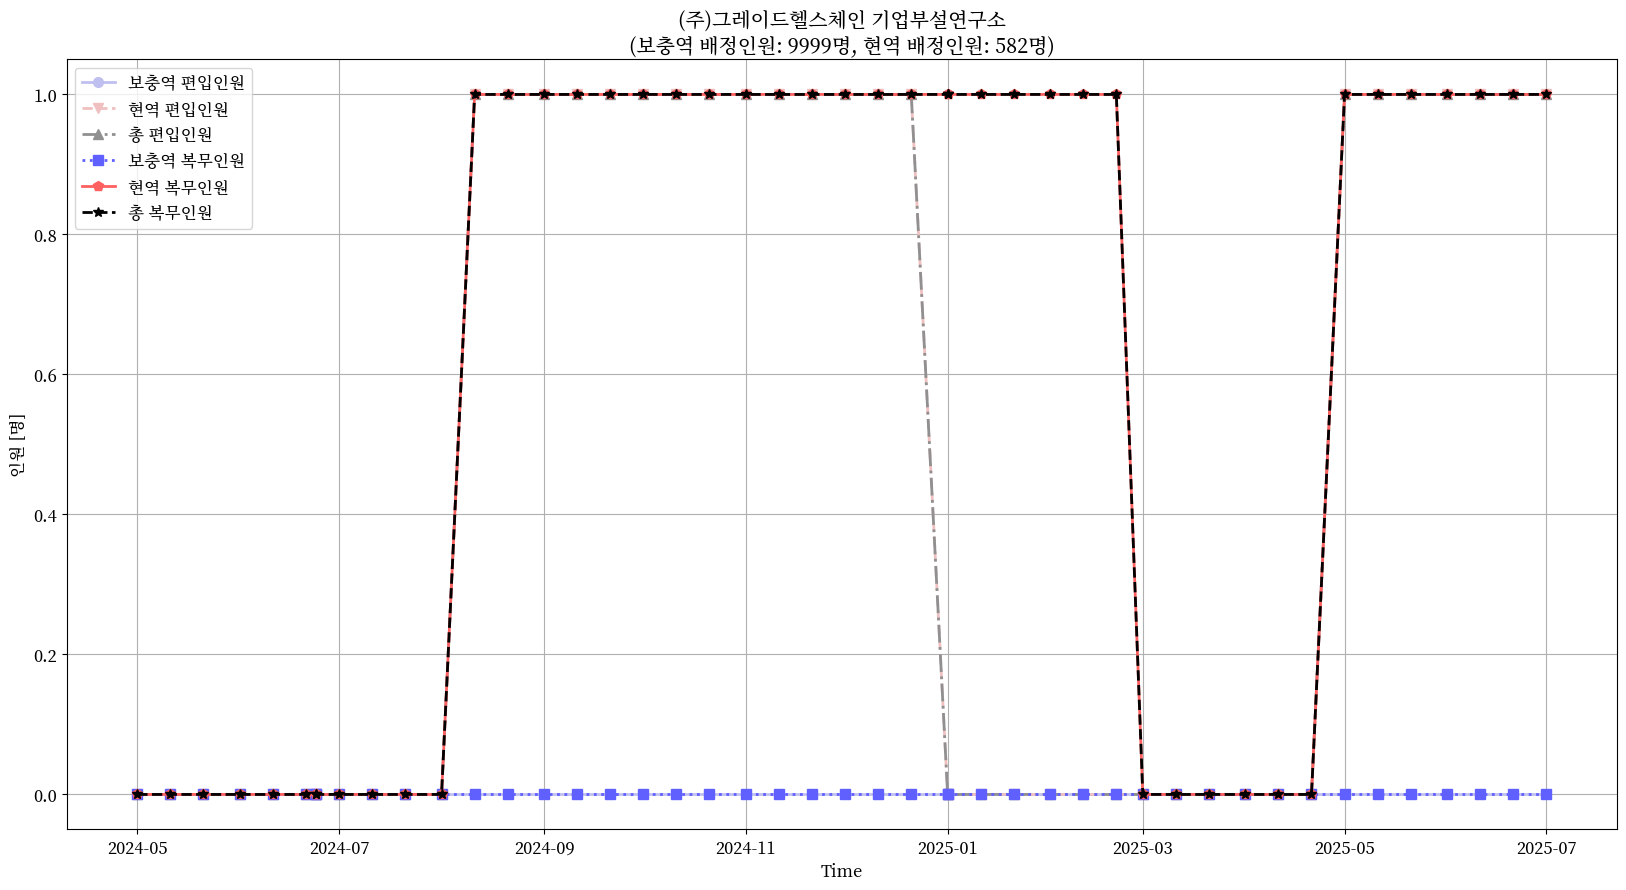 (주)그레이드헬스체인 기업부설연구소
(보충역 배정인원: 9999명, 현역 배정인원: 582명)
보충역 편입인원
현역 편입인원
총 편입인원
보충역 복무인원
현역 복무인원
총 복무인원
1.0
0.8
0.6
0.4
0.2
0.0
인원 [명]
2024-05
2024-07
2024-09
2024-11
2025-01
2025-03
2025-05
2025-07
Time